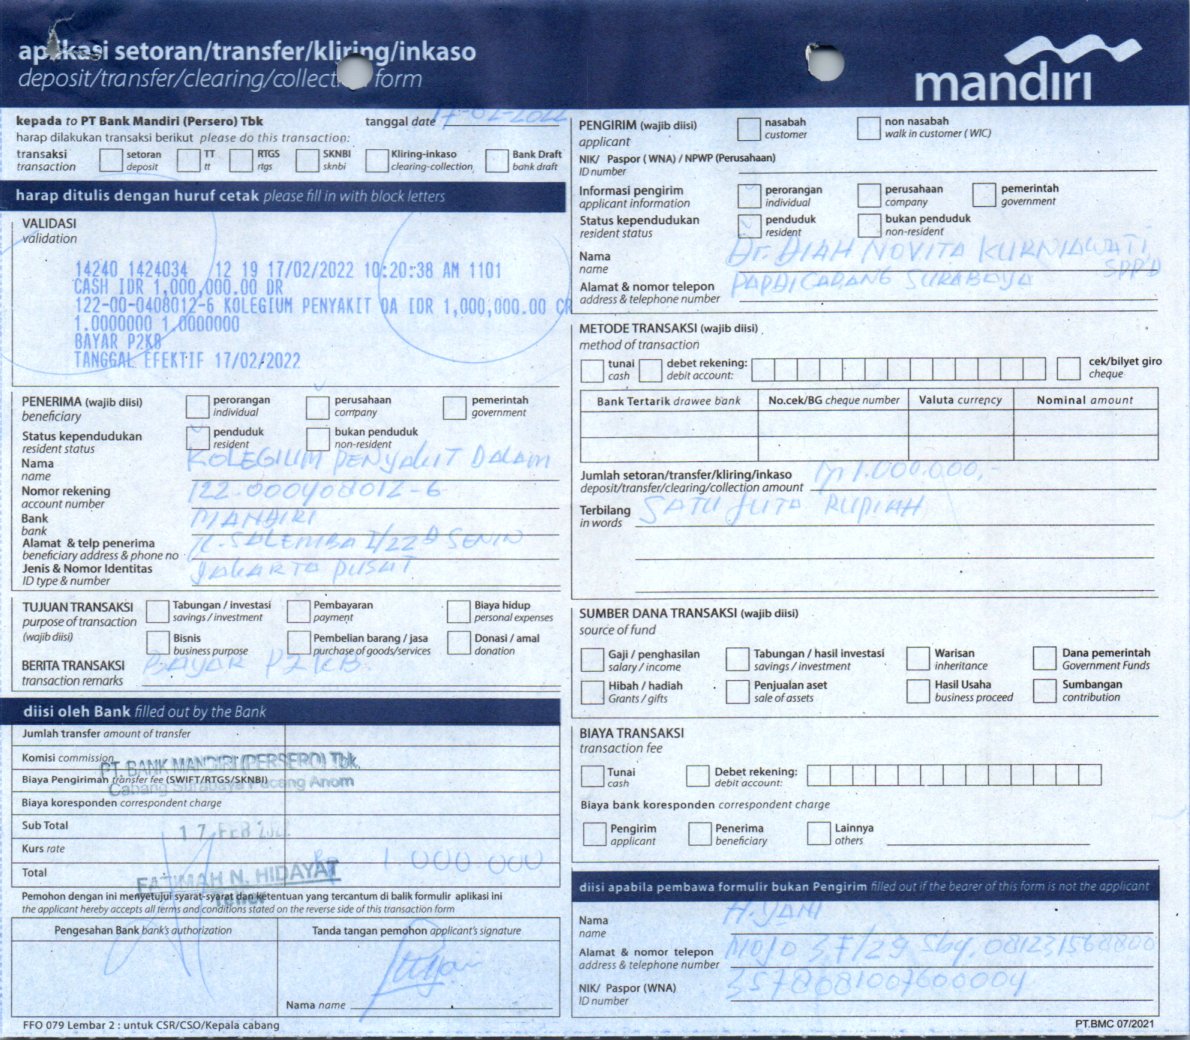 aplikasi setoran/transfer/kliring/inkaso
deposit/transfer/clearing/collection form
mandiri
kepada to PT Bank Mandiri (Persero) Tbk
tanggal date 17-02-2022
harap dilakukan transaksi berikut please do this transaction:
transaksi
transaction
setoran
deposit
TT
tt
RTGS
rtgs
SKNBI
sknbi
Kliring-inkaso
clearing-collection
Bank Draft
bank draft
harap ditulis dengan huruf cetak please fill in with block letters
VALIDASI
validation
14240 1424034 12 19 17/02/2022 10:20:38 AM 1101
CASH IDR 1,000,000.00 DR
122-00-0408012-6 KOLEGIUM PENYAKIT DA IDR 1,000,000.00 CR
1.0000000 1.0000000
BAYAR P2KB
TANGGAL EFEKTIF 17/02/2022
PENERIMA (wajib diisi)
beneficiary
perorangan
individual
perusahaan
company
pemerintah
government
Status kependudukan
resident status
penduduk
resident
bukan penduduk
non-resident
Nama
name
KOLEGIUM PENYAKIT DALAM
Nomor rekening
account number
122-000408012-6
Bank
bank
MANDIRI
Alamat & telp penerima
beneficiary address & phone no
JL. SALEMBA I/22 D SENIN
Jenis & Nomor Identitas
ID type & number
JAKARTA PUSAT
TUJUAN TRANSAKSI
purpose of transaction
(wajib diisi)
Tabungan / investasi
savings / investment
Pembayaran
payment
Biaya hidup
personal expenses
Bisnis
business purpose
Pembelian barang / jasa
purchase of goods/services
Donasi / amal
donation
BERITA TRANSAKSI
transaction remarks
BAYAR P2KB
diisi oleh Bank filled out by the Bank
Jumlah transfer amount of transfer
Komisi commission
PT. BANK MANDIRI (PERSERO) Tbk.
Biaya Pengiriman transfer fee (SWIFT/RTGS/SKNBI)
Cabang Surabaya Pucang Anom
Biaya koresponden correspondent charge
Sub Total
17 FEB
Kurs rate
Total
Rp 1.000.000
FATIMAH N. HIDAYAT
Teller
Pemohon dengan ini menyetujui syarat-syarat dan ketentuan yang tercantum di balik formulir aplikasi ini
the applicant hereby accepts all terms and conditions stated on the reverse side of this transaction form
Pengesahan Bank bank's authorization
Tanda tangan pemohon applicant's signature
Nama name
FFO 079 Lembar 2 : untuk CSR/CSO/Kepala cabang
PENGIRIM (wajib diisi)
applicant
nasabah
customer
non nasabah
walk in customer ( WIC)
NIK/ Paspor ( WNA) / NPWP (Perusahaan)
ID number
Informasi pengirim
applicant information
perorangan
individual
perusahaan
company
pemerintah
government
Status kependudukan
resident status
penduduk
resident
bukan penduduk
non-resident
Nama
name
Dr. DIAH NOVITA KURNIAWATI
SPPD
Alamat & nomor telepon
address & telephone number
PAPDI CABANG SURABAYA
METODE TRANSAKSI (wajib diisi)
method of transaction
tunai
cash
debet rekening:
debit account:
cek/bilyet giro
cheque
Bank Tertarik drawee bank
No.cek/BG cheque number
Valuta currency
Nominal amount
Jumlah setoran/transfer/kliring/inkaso
deposit/transfer/clearing/collection amount
Rp 1.000.000,-
Terbilang
in words
SATU JUTA RUPIAH
SUMBER DANA TRANSAKSI (wajib diisi)
source of fund
Gaji / penghasilan
salary / income
Tabungan / hasil investasi
savings / investment
Warisan
inheritance
Dana pemerintah
Government Funds
Hibah / hadiah
Grants / gifts
Penjualan aset
sale of assets
Hasil Usaha
business proceed
Sumbangan
contribution
BIAYA TRANSAKSI
transaction fee
Tunai
cash
Debet rekening:
debit account:
Biaya bank koresponden correspondent charge
Pengirim
applicant
Penerima
beneficiary
Lainnya
others
diisi apabila pembawa formulir bukan Pengirim filled out if the bearer of this form is not the applicant
Nama
name
H. YANI
Alamat & nomor telepon
address & telephone number
MOJO 3F/29 Sby.
NIK/ Paspor (WNA)
ID number
PT.BMC 07/2021